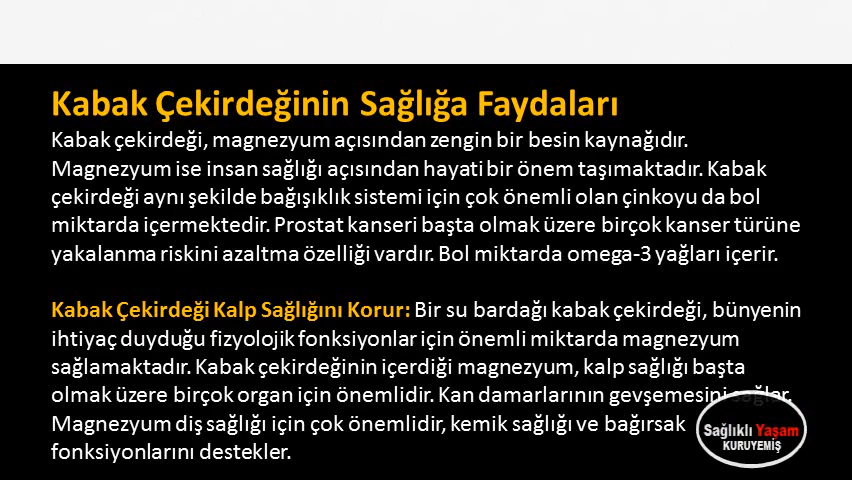 Kabak Çekirdeğinin Sağlığa Faydaları
Kabak çekirdeği, magnezyum açısından zengin bir besin kaynağıdır.
Magnezyum ise insan sağlığı açısından hayati bir önem taşımaktadır. Kabak
çekirdeği aynı şekilde bağışıklık sistemi için çok önemli olan çinkoyu da bol
miktarda içermektedir. Prostat kanseri başta olmak üzere birçok kanser türüne
yakalanma riskini azaltma özelliği vardır. Bol miktarda omega-3 yağları içerir.
Kabak Çekirdeği Kalp Sağlığını Korur: Bir su bardağı kabak çekirdeği, bünyenin
ihtiyaç duyduğu fizyolojik fonksiyonlar için önemli miktarda magnezyum
sağlamaktadır. Kabak çekirdeğinin içerdiği magnezyum, kalp sağlığı başta
olmak üzere birçok organ için önemlidir. Kan damarlarının gevşemesini sağlar.
Magnezyum diş sağlığı için çok önemlidir, kemik sağlığı ve bağırsak
fonksiyonlarını destekler.
Sağlıklı Yaşam
KURUYEMİŞ